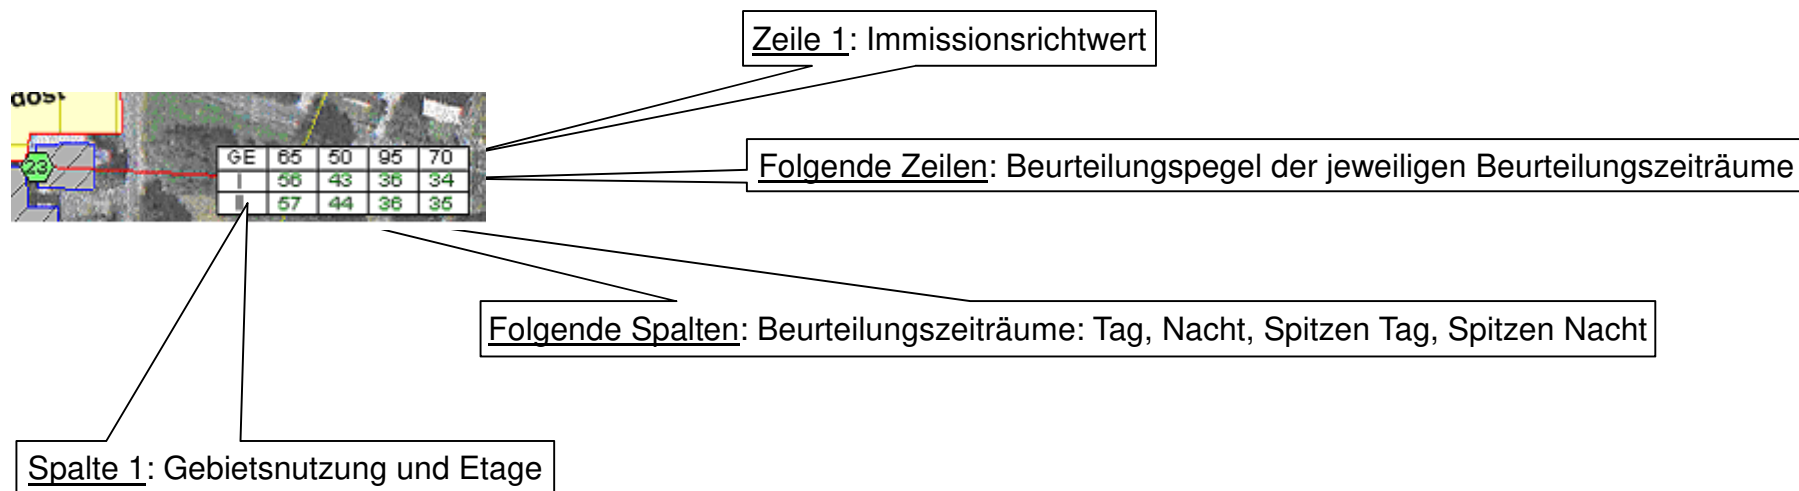 Zeile 1: Immissionsrichtwert
dost
23
GE 65 50 95 70
I 56 43 36 34
II 57 44 36 35
Folgende Zeilen: Beurteilungspegel der jeweiligen Beurteilungszeiträume
Folgende Spalten: Beurteilungszeiträume: Tag, Nacht, Spitzen Tag, Spitzen Nacht
Spalte 1: Gebietsnutzung und Etage